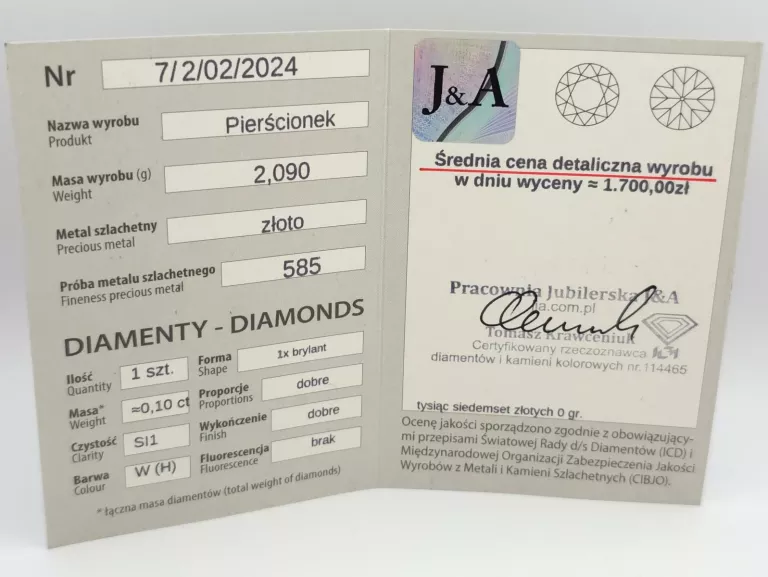 Nr 7/2/02/2024
Nazwa wyrobu Pierścionek
Produkt
Masa wyrobu (g) 2,090
Weight
Metal szlachetny złoto
Precious metal
Próba metalu szlachetnego 585
Fineness precious metal
DIAMENTY - DIAMONDS
Ilość 1 szt.
Quantity
Masa* ≈0,10 ct
Weight
Czystość SI1
Clarity
Barwa W (H)
Colour
Forma 1x brylant
Shape
Proporcje dobre
Proportions
Wykończenie dobre
Finish
Fluorescencja brak
Fluorescence
* łączna masa diamentów (total weight of diamonds)
J&A
Średnia cena detaliczna wyrobu
w dniu wyceny ≈ 1.700,00zł
Pracownia Jubilerska J&A
ia.com.pl
Tomasz Krawceniuk
Certyfikowany rzeczoznawca
diamentów i kamieni kolorowych nr.114465
tysiąc siedemset złotych 0 gr.
Ocenę jakości sporządzono zgodnie z obowiązujący-
mi przepisami Światowej Rady d/s Diamentów (ICD) i
Międzynarodowej Organizacji Zabezpieczenia Jakości
Wyrobów z Metali i Kamieni Szlachetnych (CIBJO).